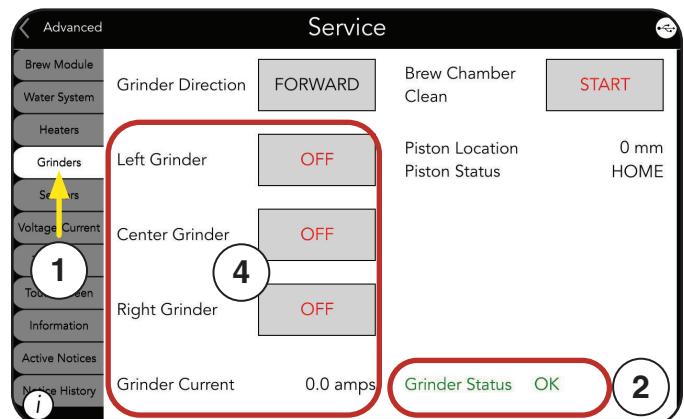 Advanced
Service
Brew Module
Water System
Heaters
Grinders
Voltage Current
Information
Active Notices
Notice History
i
1
Grinder Direction FORWARD
Left Grinder OFF
Center Grinder OFF
4
Right Grinder OFF
Grinder Current 0.0 amps
Brew Chamber
Clean
START
Piston Location 0 mm
Piston Status HOME
Grinder Status OK
2